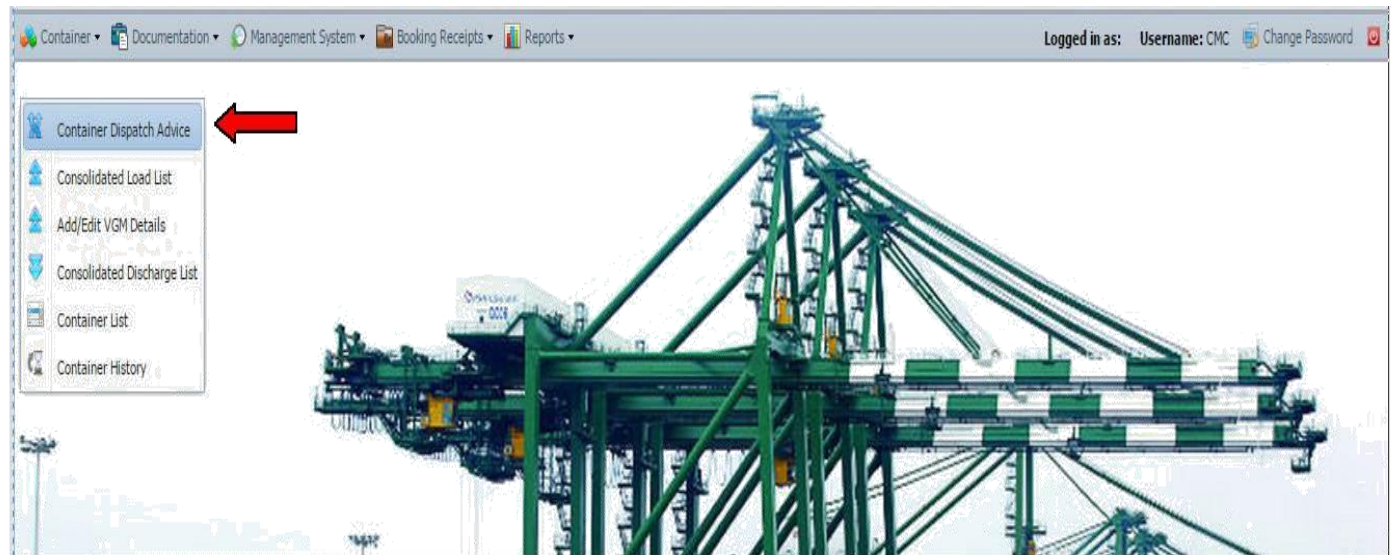 Container Documentation Management System Booking Receipts Reports Logged in as: Username: CMC Change Password
Container Dispatch Advice
Consolidated Load List
Add/Edit VGM Details
Consolidated Discharge List
Container List
Container History